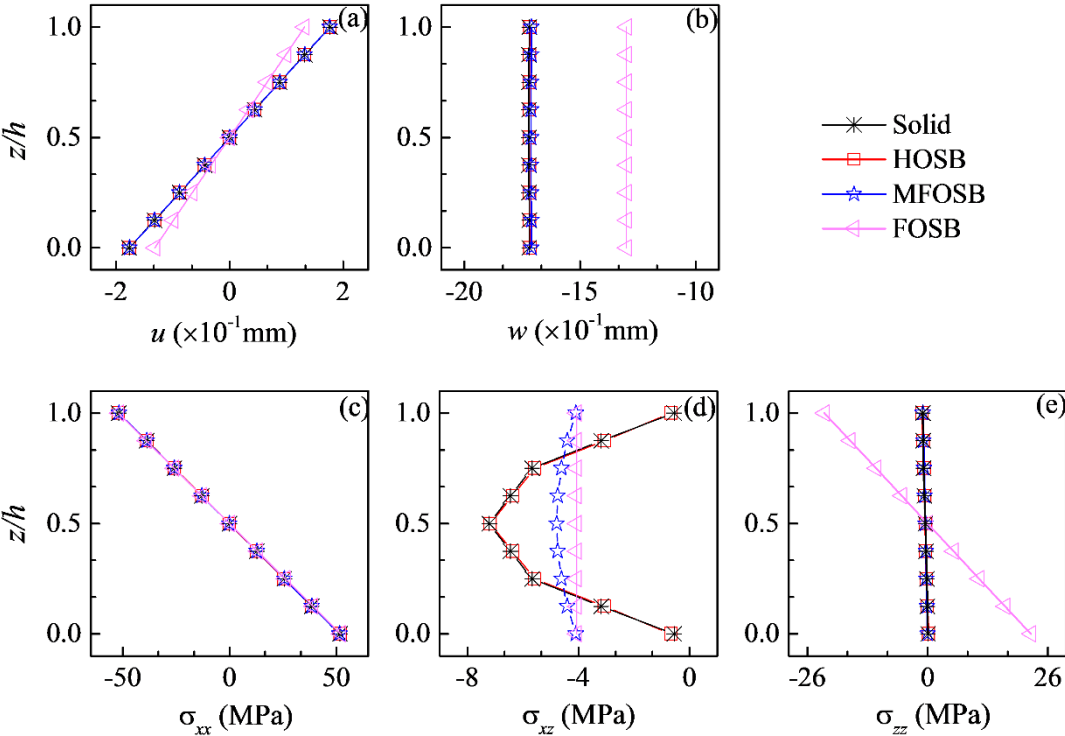 (a)
1.0
0.5
0.0
z/h
-2
0
2
u (×10⁻¹mm)
(b)
1.0
0.5
0.0
-20
-15
-10
w (×10⁻¹mm)
Solid
HOSB
MFOSB
FOSB
(c)
1.0
0.5
0.0
z/h
-50
0
50
σxx (MPa)
(d)
1.0
0.5
0.0
-8
-4
0
σxz (MPa)
(e)
1.0
0.5
0.0
-26
0
26
σzz (MPa)